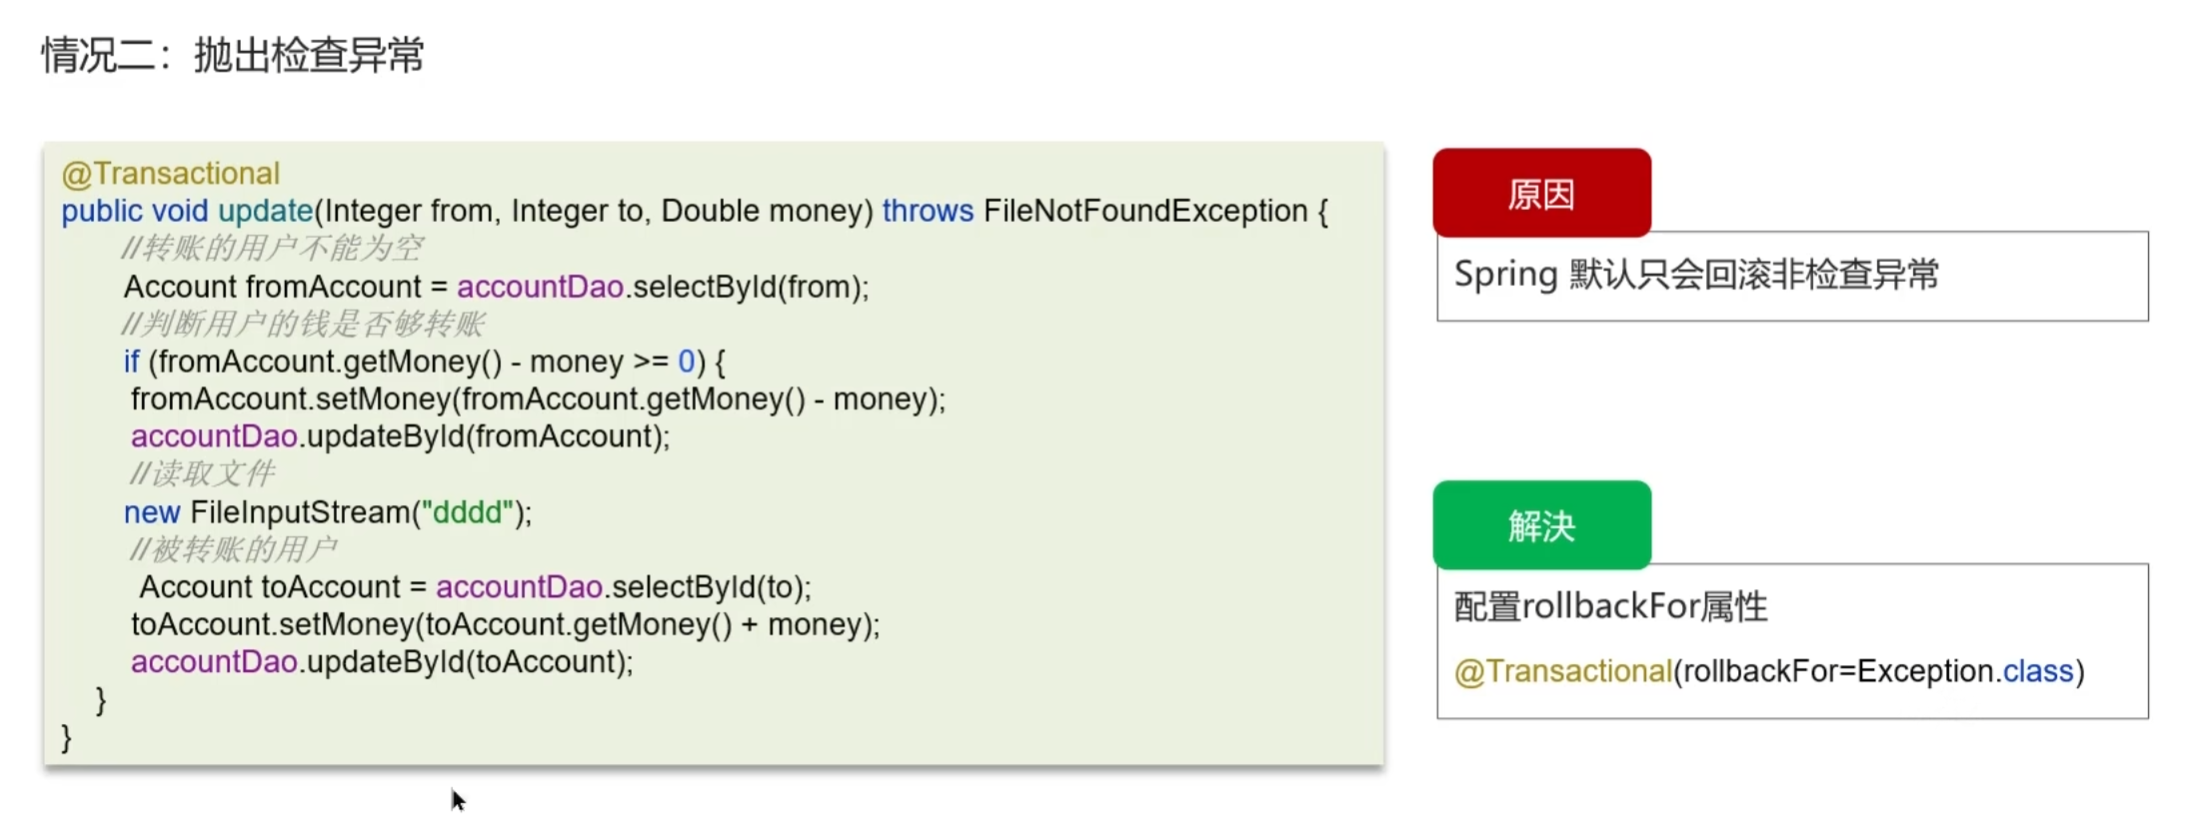 情况二：抛出检查异常
@Transactional
public void update(Integer from, Integer to, Double money) throws FileNotFoundException {
//转账的用户不能为空
Account fromAccount = accountDao.selectById(from);
//判断用户的钱是否够转账
if (fromAccount.getMoney() - money >= 0) {
fromAccount.setMoney(fromAccount.getMoney() - money);
accountDao.updateById(fromAccount);
//读取文件
new FileInputStream("dddd");
//被转账的用户
Account toAccount = accountDao.selectById(to);
toAccount.setMoney(toAccount.getMoney() + money);
accountDao.updateById(toAccount);
}
}
原因
Spring 默认只会回滚非检查异常
解決
配置rollbackFor属性
@Transactional(rollbackFor=Exception.class)